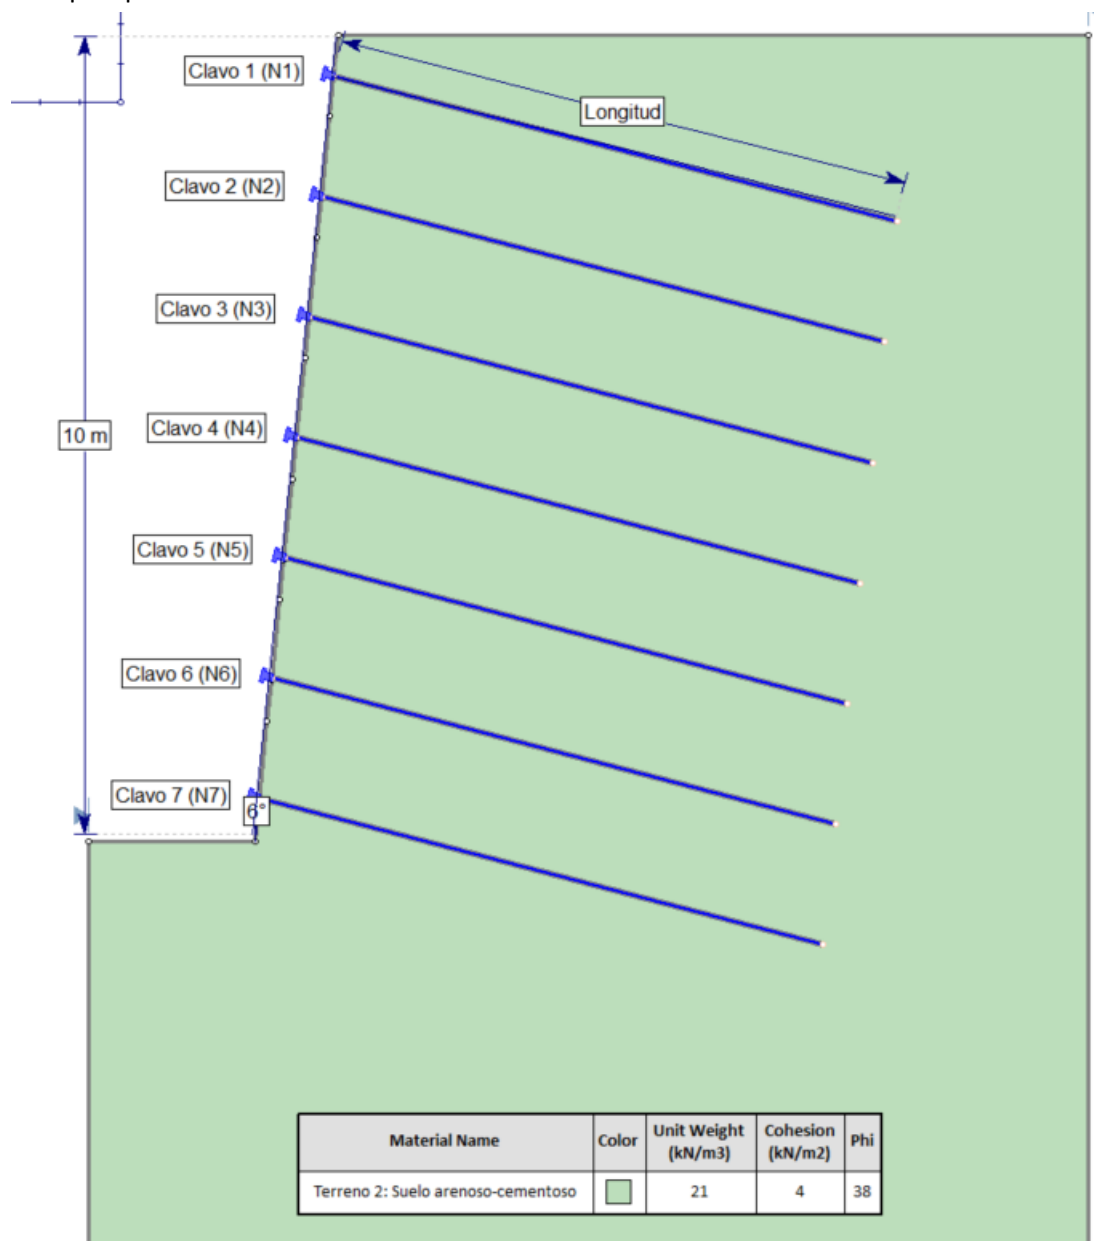 Clavo 1 (N1)
Longitud
Clavo 2 (N2)
Clavo 3 (N3)
Clavo 4 (N4)
10 m
Clavo 5 (N5)
Clavo 6 (N6)
Clavo 7 (N7)
6°
Material Name Color Unit Weight (kN/m3) Cohesion (kN/m2) Phi
Terreno 2: Suelo arenoso-cementoso 21 4 38